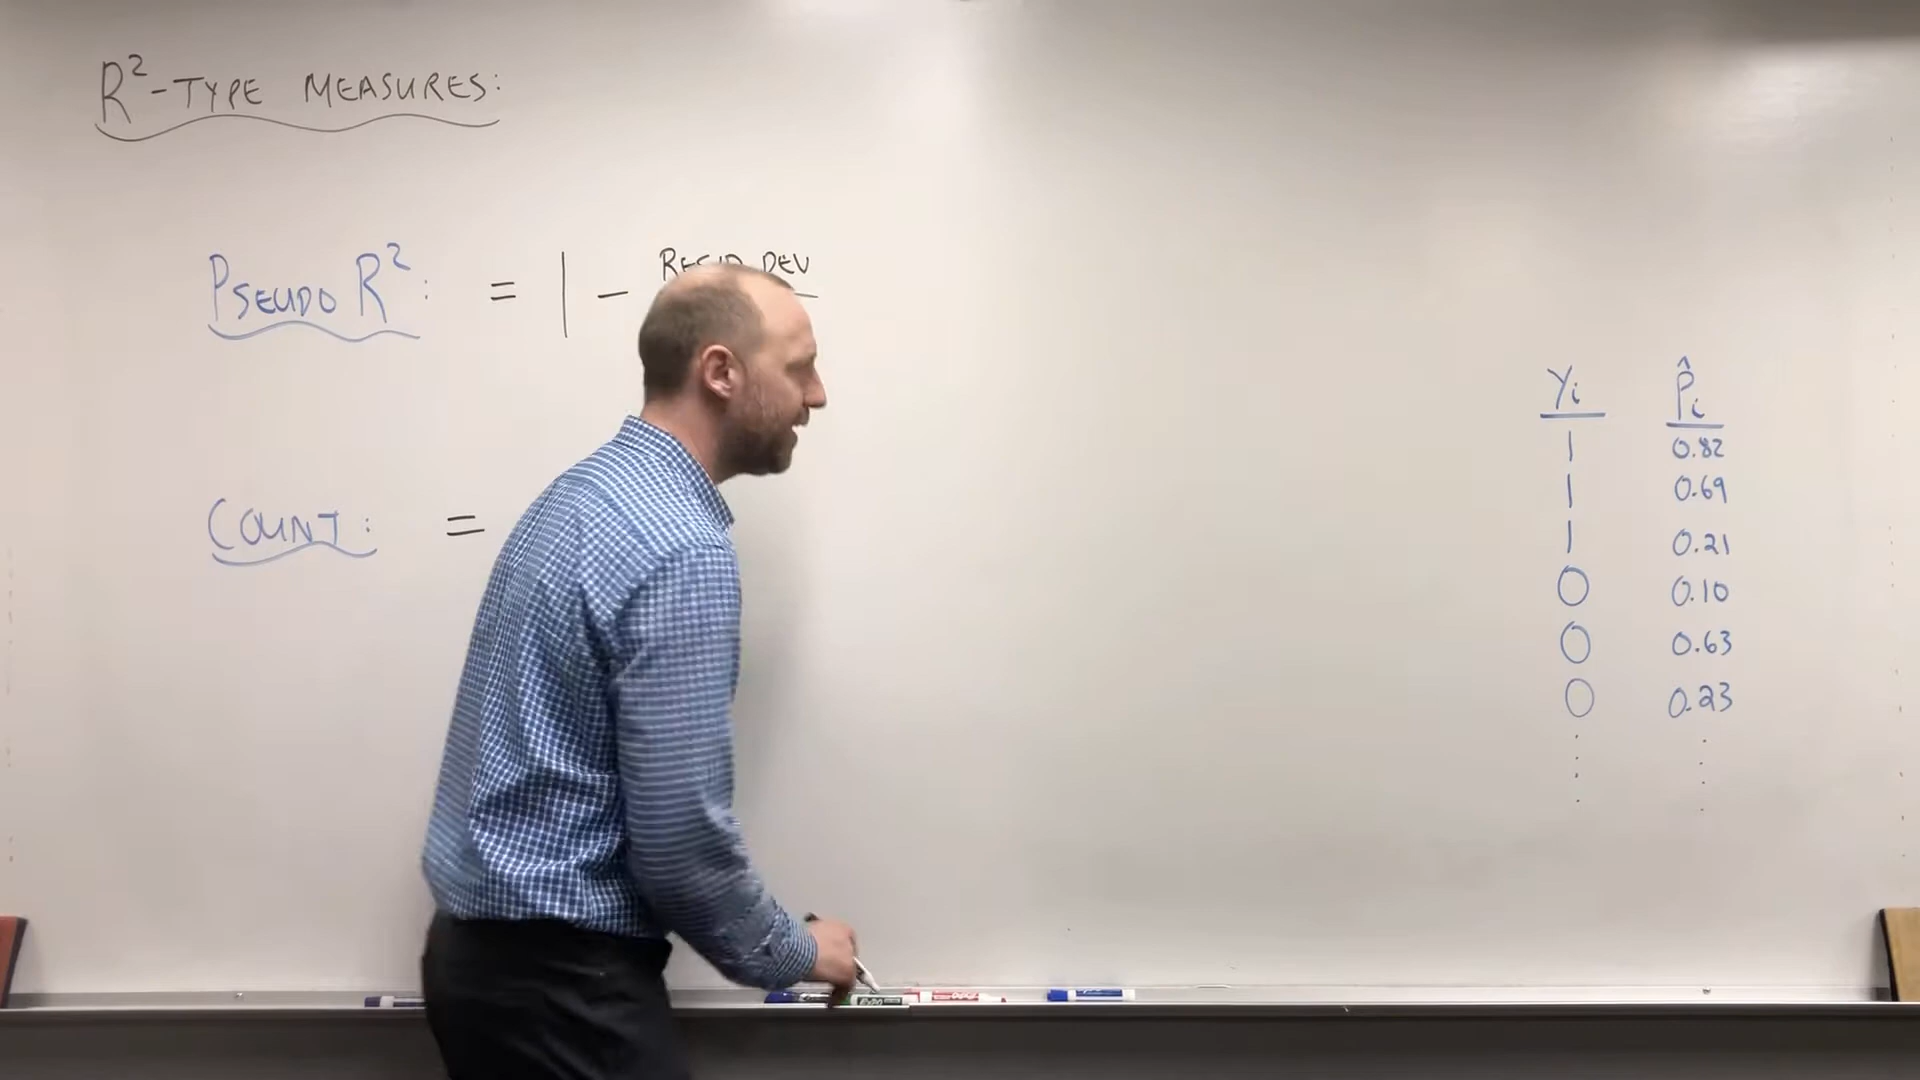 R²-TYPE MEASURES:
PSEUDO R²: = 1 - DEV
COUNT: =
yᵢ p̂ᵢ
1 0.82
1 0.69
1 0.21
0 0.10
0 0.63
0 0.23
EXPO